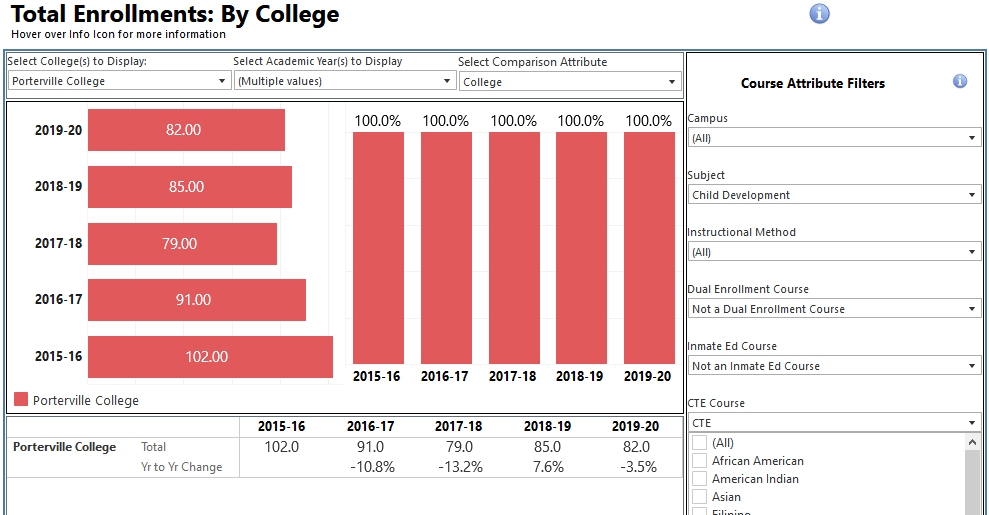 Total Enrollments: By College
Hover over Info Icon for more information
Select College(s) to Display:
Porterville College
Select Academic Year(s) to Display
(Multiple values)
Select Comparison Attribute
College
2019-20 82.00
2018-19 85.00
2017-18 79.00
2016-17 91.00
2015-16 102.00
Porterville College
100.0% 100.0% 100.0% 100.0% 100.0%
2015-16 2016-17 2017-18 2018-19 2019-20
2015-16 2016-17 2017-18 2018-19 2019-20
Porterville College Total 102.0 91.0 79.0 85.0 82.0
Yr to Yr Change -10.8% -13.2% 7.6% -3.5%
Course Attribute Filters
Campus
(All)
Subject
Child Development
Instructional Method
(All)
Dual Enrollment Course
Not a Dual Enrollment Course
Inmate Ed Course
Not an Inmate Ed Course
CTE Course
CTE
(All)
African American
American Indian
Asian